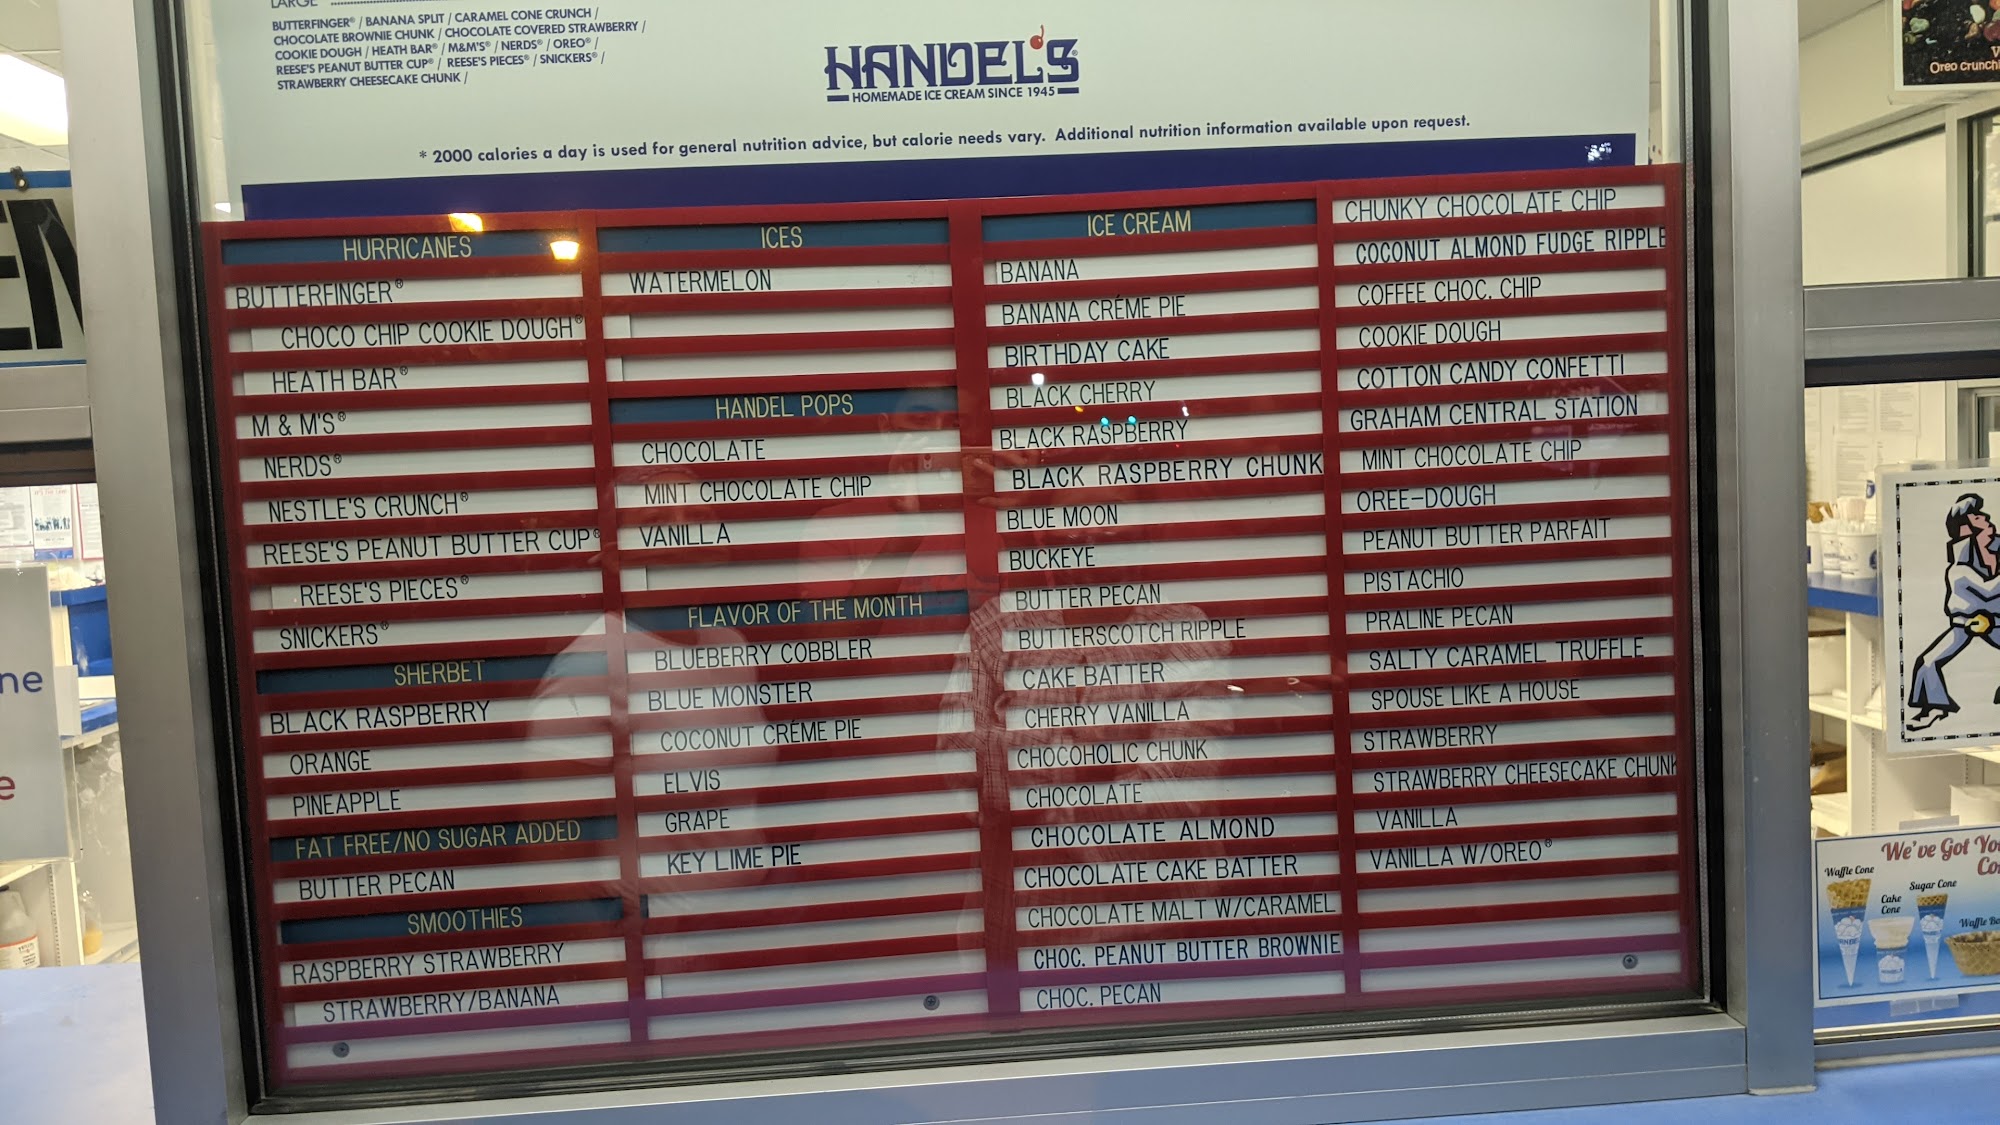 LARGE
BUTTERFINGER® / BANANA SPLIT / CARAMEL CONE CRUNCH /
CHOCOLATE BROWNIE CHUNK / CHOCOLATE COVERED STRAWBERRY /
COOKIE DOUGH / HEATH BAR® / M&M'S® / NERDS® / OREO® /
REESE'S PEANUT BUTTER CUP® / REESE'S PIECES® / SNICKERS® /
STRAWBERRY CHEESECAKE CHUNK /
HANDEL'S®
HOMEMADE ICE CREAM SINCE 1945
* 2000 calories a day is used for general nutrition advice, but calorie needs vary. Additional nutrition information available upon request.
HURRICANES
BUTTERFINGER®
CHOCO CHIP COOKIE DOUGH®
HEATH BAR®
M & M'S®
NERDS®
NESTLE'S CRUNCH®
REESE'S PEANUT BUTTER CUP®
REESE'S PIECES®
SNICKERS®
SHERBET
BLACK RASPBERRY
ORANGE
PINEAPPLE
FAT FREE/NO SUGAR ADDED
BUTTER PECAN
SMOOTHIES
RASPBERRY STRAWBERRY
STRAWBERRY/BANANA
ICES
WATERMELON
HANDEL POPS
CHOCOLATE
MINT CHOCOLATE CHIP
VANILLA
FLAVOR OF THE MONTH
BLUEBERRY COBBLER
BLUE MONSTER
COCONUT CRÉME PIE
ELVIS
GRAPE
KEY LIME PIE
ICE CREAM
BANANA
BANANA CRÉME PIE
BIRTHDAY CAKE
BLACK CHERRY
BLACK RASPBERRY
BLACK RASPBERRY CHUNK
BLUE MOON
BUCKEYE
BUTTER PECAN
BUTTERSCOTCH RIPPLE
CAKE BATTER
CHERRY VANILLA
CHOCOHOLIC CHUNK
CHOCOLATE
CHOCOLATE ALMOND
CHOCOLATE CAKE BATTER
CHOCOLATE MALT W/CARAMEL
CHOC. PEANUT BUTTER BROWNIE
CHOC. PECAN
CHUNKY CHOCOLATE CHIP
COCONUT ALMOND FUDGE RIPPLE
COFFEE CHOC. CHIP
COOKIE DOUGH
COTTON CANDY CONFETTI
GRAHAM CENTRAL STATION
MINT CHOCOLATE CHIP
OREE-DOUGH
PEANUT BUTTER PARFAIT
PISTACHIO
PRALINE PECAN
SALTY CARAMEL TRUFFLE
SPOUSE LIKE A HOUSE
STRAWBERRY
STRAWBERRY CHEESECAKE CHUNK
VANILLA
VANILLA W/OREO®
Oreo crunch
We've Got Yo
Co
Waffle Cone
Cake
Cone
Sugar Cone
Waffle Bo
ne
e
EN